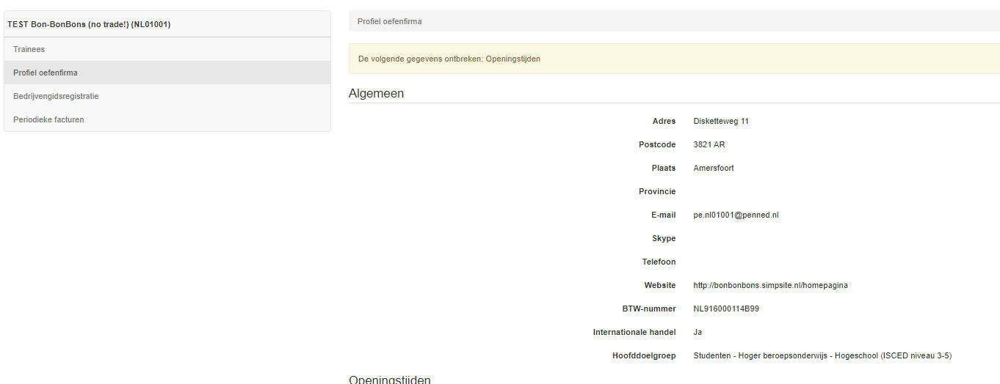 TEST Bon-BonBons (no trade!) (NL01001)
Trainees
Profiel oefenfirma
Bedrijvengidsregistratie
Periodieke facturen
Profiel oefenfirma
De volgende gegevens ontbreken: Openingstijden
Algemeen
Adres Disketteweg 11
Postcode 3821 AR
Plaats Amersfoort
Provincie
E-mail pe.nl01001@penned.nl
Skype
Telefoon
Website http://bonbonbons.simpsite.nl/homepagina
BTW-nummer NL916000114B99
Internationale handel Ja
Hoofddoelgroep Studenten - Hoger beroepsonderwijs - Hogeschool (ISCED niveau 3-5)
Openingstijden